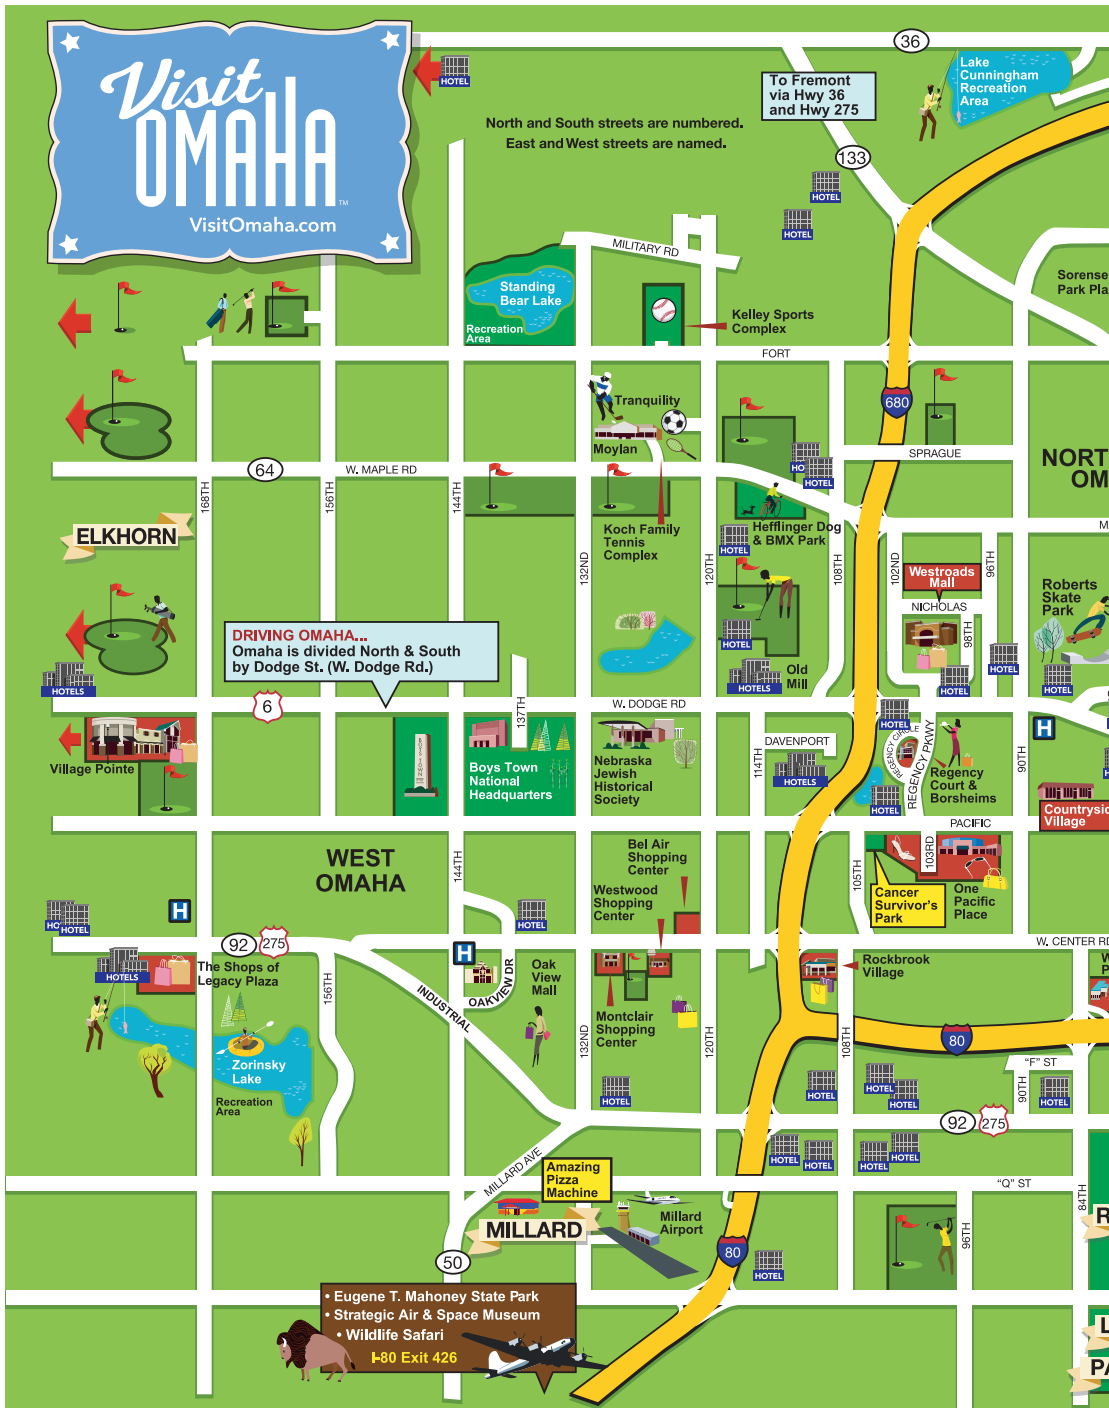 Visit
OMAHA
TM
VisitOmaha.com
HOTEL
36
To Fremont
via Hwy 36
and Hwy 275
Lake
Cunningham
Recreation
Area
North and South streets are numbered.
East and West streets are named.
133
HOTEL
HOTEL
MILITARY RD
Standing
Bear Lake
Recreation
Area
Kelley Sports
Complex
Sorense
Park Pla
FORT
680
Tranquility
Moylan
SPRAGUE
NORT
OM
64
W. MAPLE RD
HO
HOTEL
168TH
156TH
144TH
ELKHORN
Koch Family
Tennis
Complex
Hefflinger Dog
& BMX Park
HOTEL
M
132ND
120TH
108TH
102ND
96TH
Westroads
Mall
NICHOLAS
98TH
Roberts
Skate
Park
DRIVING OMAHA...
Omaha is divided North & South
by Dodge St. (W. Dodge Rd.)
HOTEL
HOTELS
HOTELS
Old
Mill
HOTEL
HOTEL
HOTEL
6
137TH
W. DODGE RD
HOTEL
H
Village Pointe
BOYS TOWN
Boys Town
National
Headquarters
Nebraska
Jewish
Historical
Society
DAVENPORT
114TH
HOTELS
REGENCY CIRCLE
REGENCY PKWY
Regency
Court &
Borsheims
90TH
HOTEL
Countrysid
Village
PACIFIC
WEST
OMAHA
144TH
Bel Air
Shopping
Center
Westwood
Shopping
Center
105TH
103RD
Cancer
Survivor's
Park
One
Pacific
Place
HO
HOTEL
H
HOTEL
92
275
H
W. CENTER RD
HOTELS
The Shops of
Legacy Plaza
156TH
INDUSTRIAL
OAKVIEW DR
Oak
View
Mall
Rockbrook
Village
W
P
Montclair
Shopping
Center
132ND
120TH
108TH
80
Zorinsky
Lake
Recreation
Area
"F" ST
90TH
HOTEL
HOTEL
HOTEL
HOTEL
HOTEL
92
275
HOTEL
HOTEL
HOTEL
HOTEL
MILLARD AVE
Amazing
Pizza
Machine
"Q" ST
84TH
MILLARD
Millard
Airport
96TH
R
50
80
HOTEL
• Eugene T. Mahoney State Park
• Strategic Air & Space Museum
• Wildlife Safari
I-80 Exit 426
L
PA